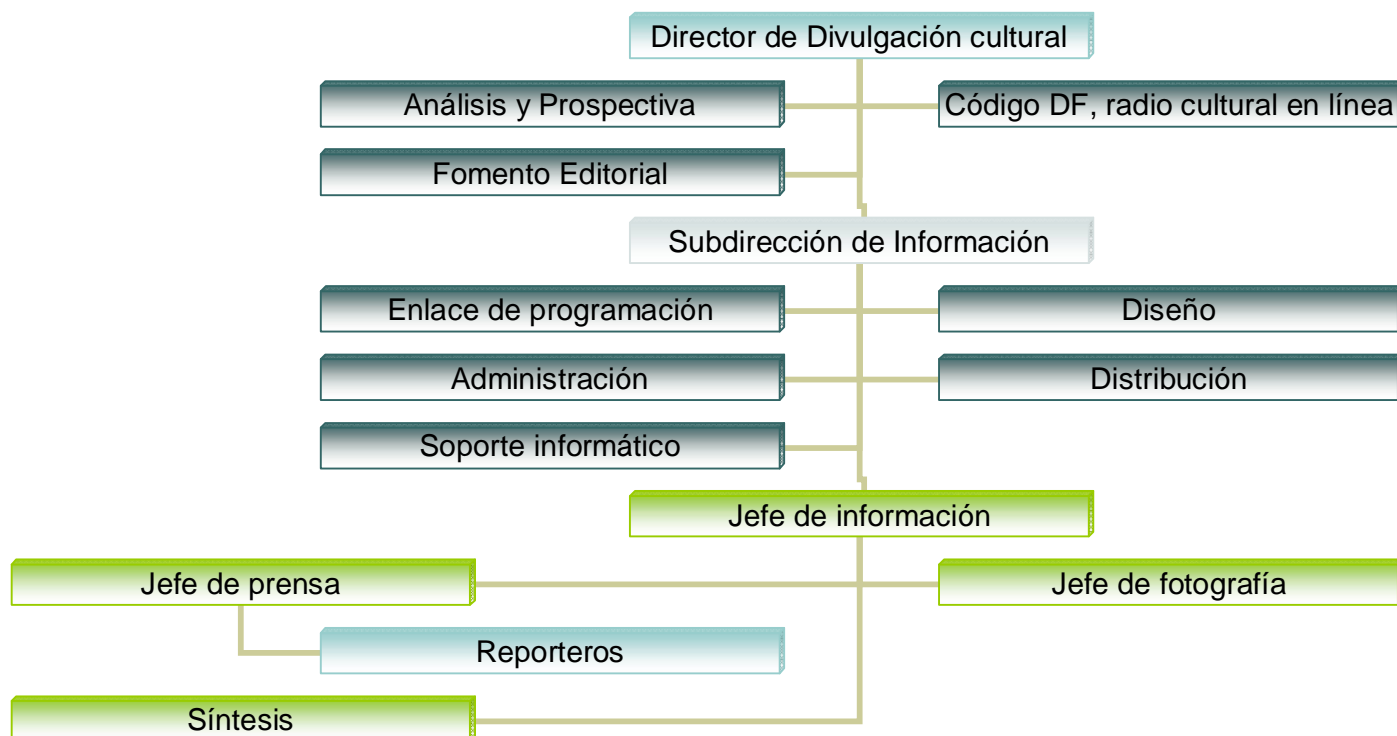 Director de Divulgación cultural
Análisis y Prospectiva
Código DF, radio cultural en línea
Fomento Editorial
Subdirección de Información
Enlace de programación
Diseño
Administración
Distribución
Soporte informático
Jefe de información
Jefe de prensa
Jefe de fotografía
Reporteros
Síntesis